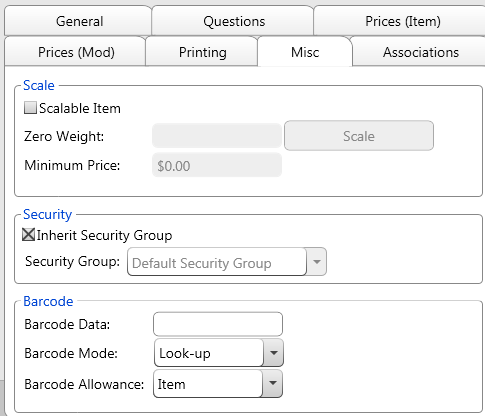 General Questions Prices (Item)
Prices (Mod) Printing Misc Associations
Scale
Scalable Item
Zero Weight: Scale
Minimum Price: $0.00
Security
Inherit Security Group
Security Group: Default Security Group
Barcode
Barcode Data:
Barcode Mode: Look-up
Barcode Allowance: Item